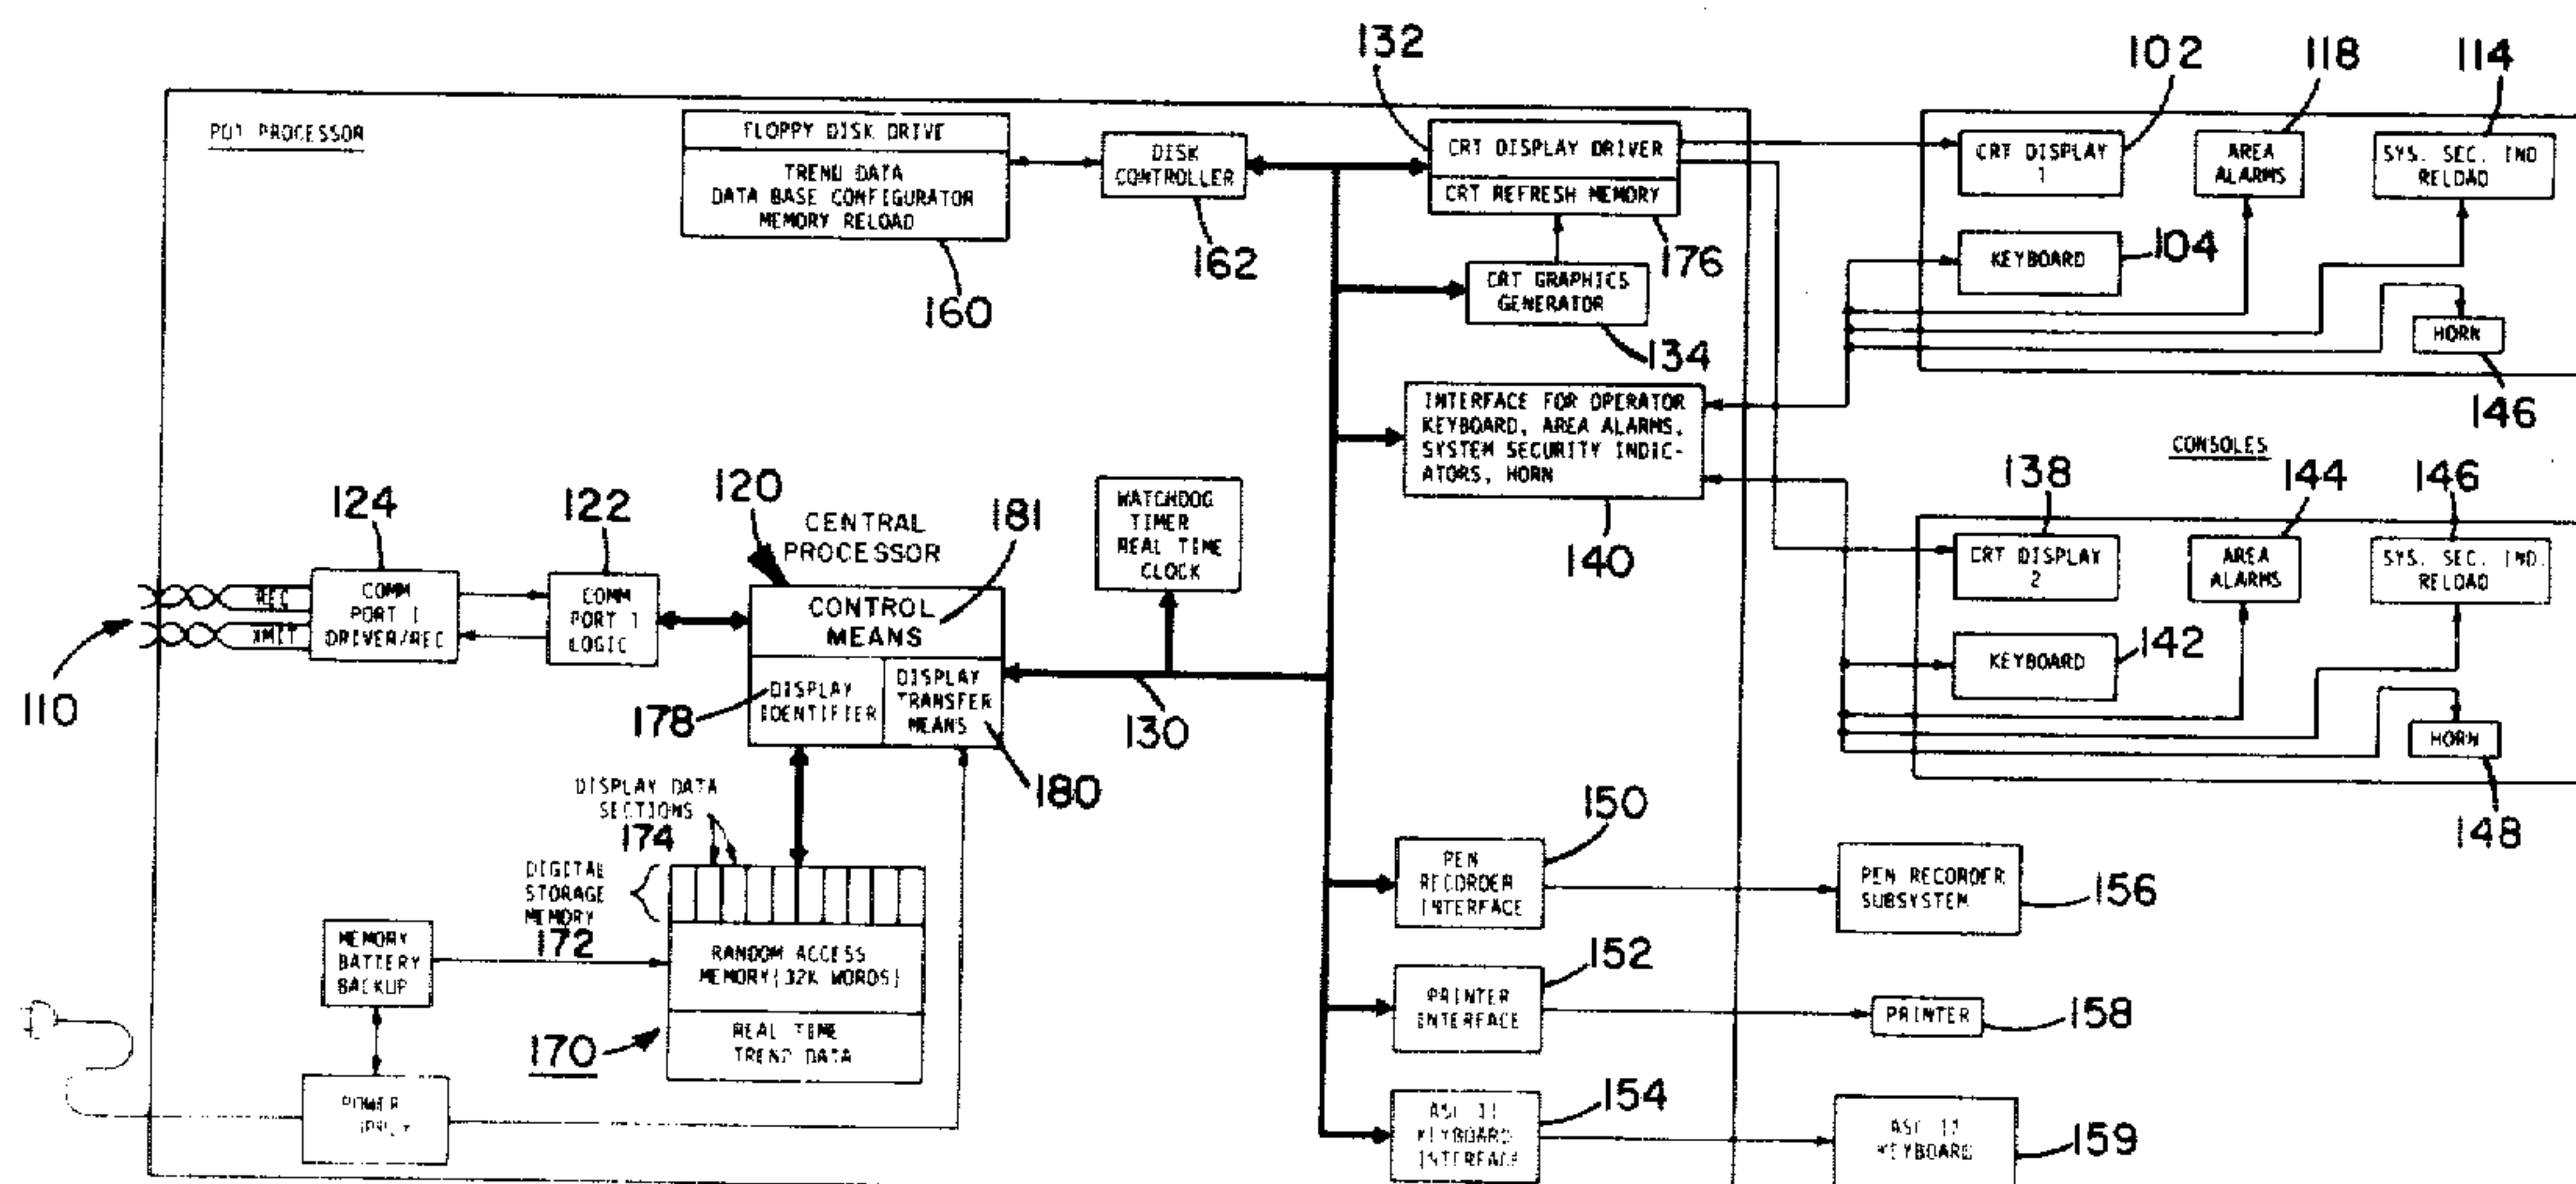 132
102
118
114
PROCESSOR
FLOPPY DISK DRIVE
TREND DATA
DATA BASE CONFIGURATOR
MEMORY RELOAD
160
DISK
CONTROLLER
162
CRT DISPLAY DRIVER
CRT REFRESH MEMORY
176
CRT GRAPHICS
GENERATOR
134
INTERFACE FOR OPERATOR
KEYBOARD, AREA ALARMS,
SYSTEM SECURITY INDIC-
ATORS, HORN
140
CRT DISPLAY
1
AREA
ALARMS
SYS. SEC. IND
RELOAD
KEYBOARD
104
HORN
146
CONSOLES
138
144
146
CRT DISPLAY
2
AREA
ALARMS
SYS. SEC. IND.
RELOAD
KEYBOARD
142
HORN
148
124
122
120
CENTRAL
PROCESSOR
181
WATCHDOG
TIMER
REAL TIME
CLOCK
REC
XMIT
110
COMM
PORT 1
DRIVER/REC
COMM
PORT 1
LOGIC
CONTROL
MEANS
DISPLAY
IDENTIFIER
178
DISPLAY
TRANSFER
MEANS
180
130
DISPLAY DATA
SECTIONS
174
DIGITAL
STORAGE
MEMORY
172
MEMORY
BATTERY
BACKUP
RANDOM ACCESS
MEMORY(32K WORDS)
REAL TIME
TREND DATA
170
POWER
150
PEN
RECORDER
INTERFACE
PEN RECORDER
SUBSYSTEM
156
152
PRINTER
INTERFACE
PRINTER
158
154
ASC II
KEYBOARD
INTERFACE
ASC II
KEYBOARD
159